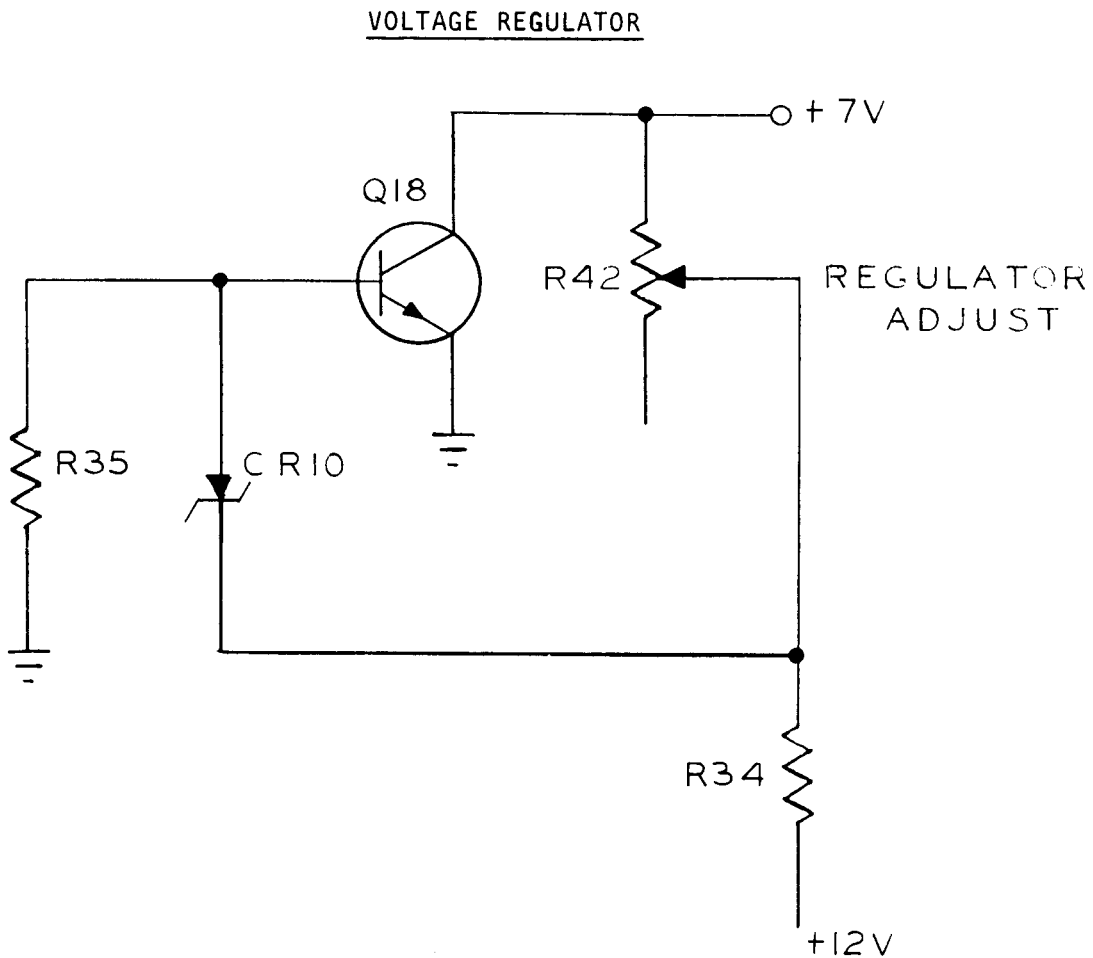 VOLTAGE REGULATOR
+ 7V
Q18
R42
REGULATOR
ADJUST
R35
CR10
R34
+12V